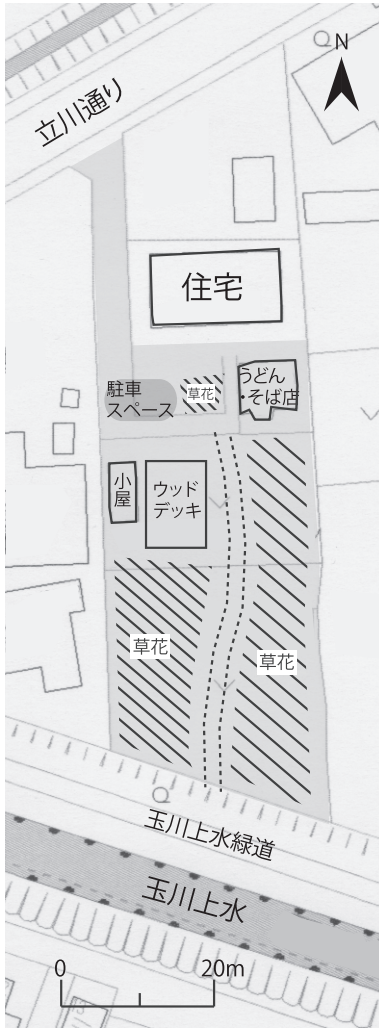 N
立川通り
住宅
駐車
スペース
草花
うどん
・そば店
小屋
ウッド
デッキ
草花
草花
玉川上水緑道
玉川上水
0
20m